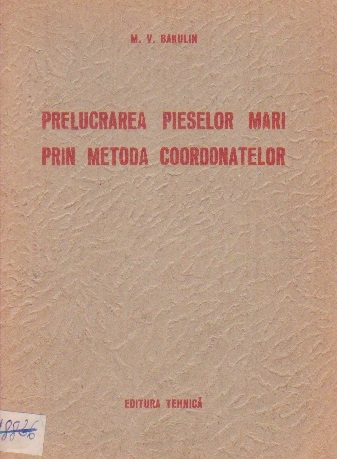 M. V. BAKULIN
PRELUCRAREA PIESELOR MARI
PRIN METODA COORDONATELOR
EDITURA TEHNICĂ